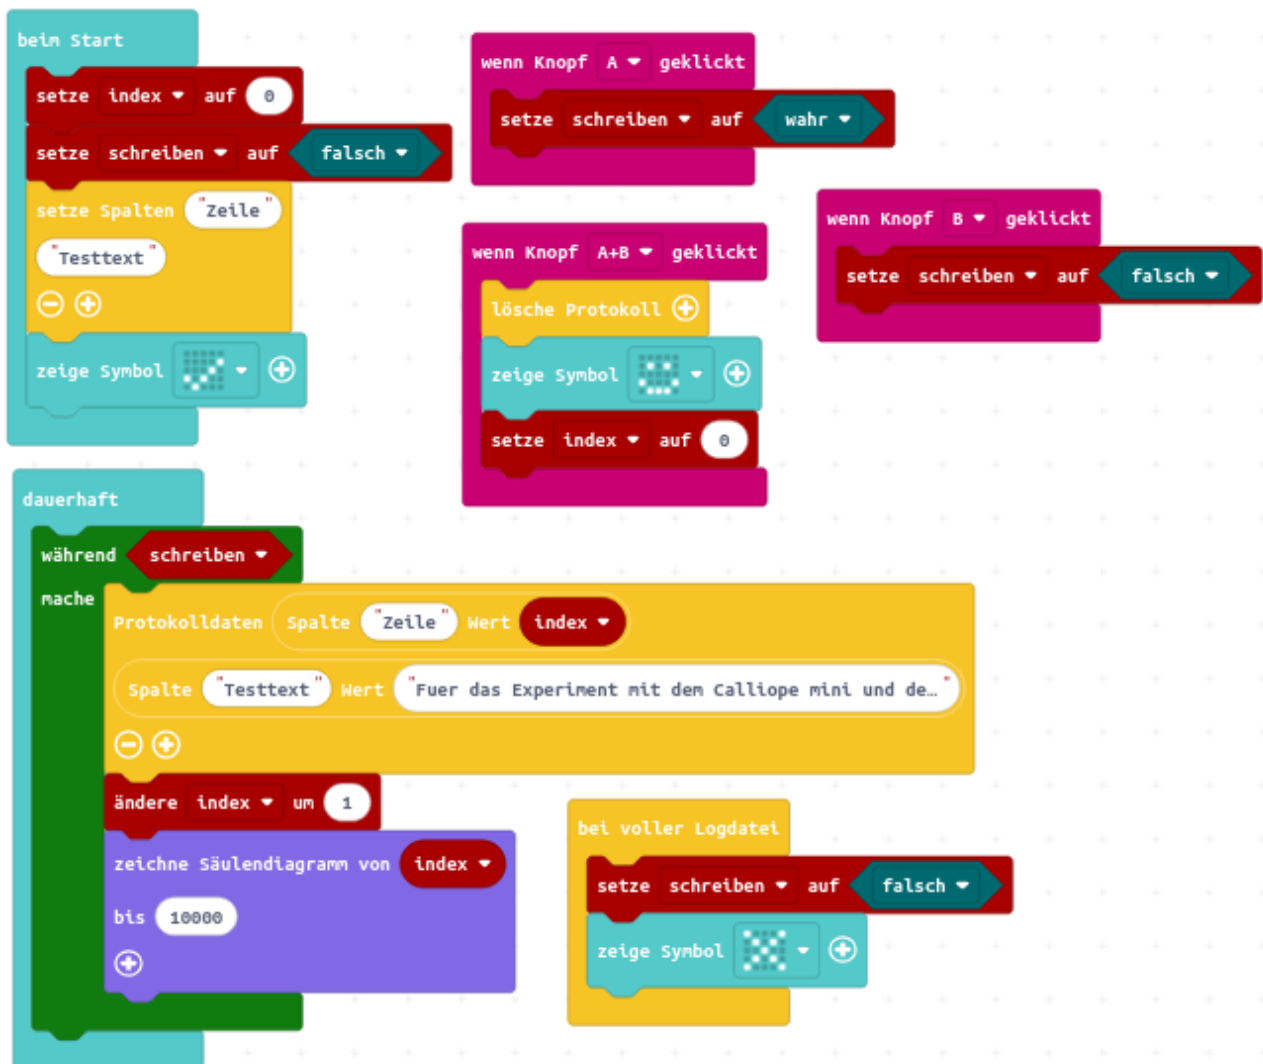 beim Start
setze index auf 0
setze schreiben auf falsch
setze Spalten "Zeile"
"Testtext"
zeige Symbol
wenn Knopf A geklickt
setze schreiben auf wahr
wenn Knopf B geklickt
setze schreiben auf falsch
wenn Knopf A+B geklickt
lösche Protokoll
zeige Symbol
setze index auf 0
dauerhaft
während schreiben
mache
Protokolldaten Spalte "Zeile" Wert index
Spalte "Testtext" Wert "Fuer das Experiment mit dem Calliope mini und de…"
ändere index um 1
zeichne Säulendiagramm von index
bis 10000
bei voller Logdatei
setze schreiben auf falsch
zeige Symbol